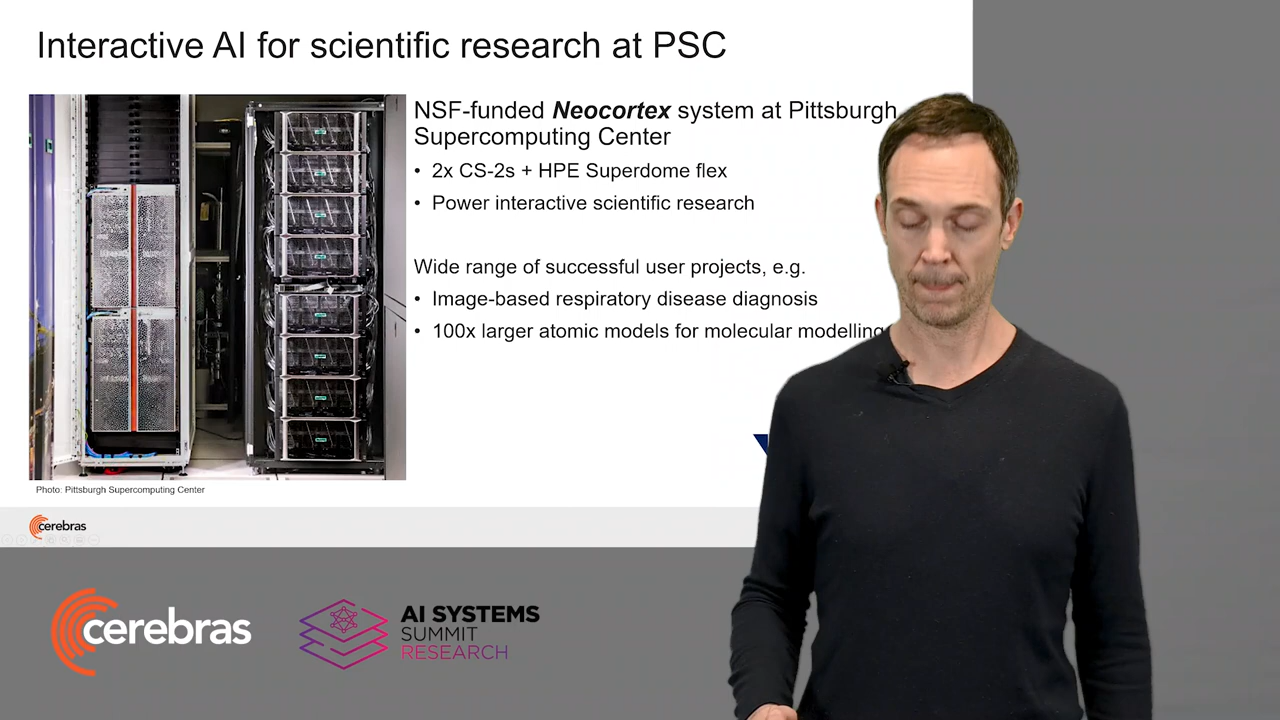 Interactive AI for scientific research at PSC
NSF-funded Neocortex system at Pittsburgh
Supercomputing Center
• 2x CS-2s + HPE Superdome flex
• Power interactive scientific research
Wide range of successful user projects, e.g.
• Image-based respiratory disease diagnosis
• 100x larger atomic models for molecular modelling
Photo: Pittsburgh Supercomputing Center
cerebras
cerebras
AI SYSTEMS
SUMMIT
RESEARCH